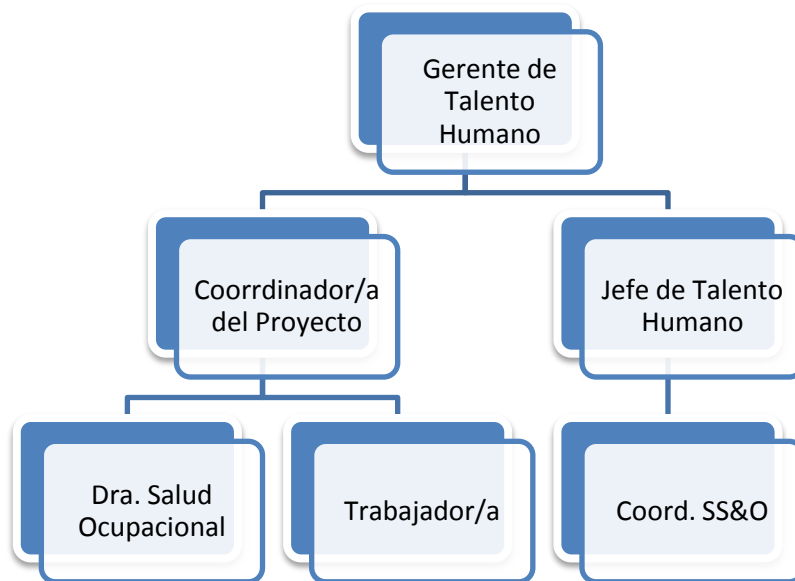 Gerente de
Talento
Humano
Coorrdinador/a
del Proyecto
Jefe de Talento
Humano
Dra. Salud
Ocupacional
Trabajador/a
Coord. SS&O